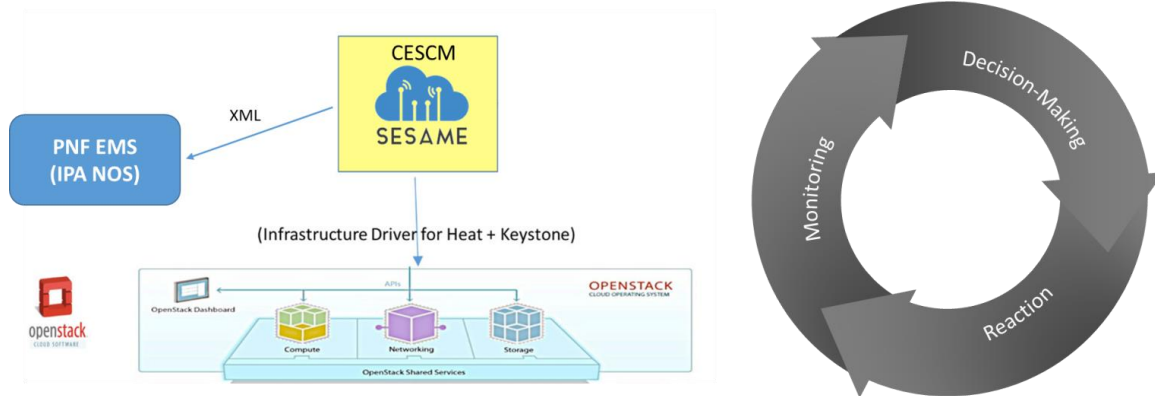 CESCM
SESAME
XML
PNF EMS
(IPA NOS)
(Infrastructure Driver for Heat + Keystone)
openstack
CLOUD SOFTWARE
OpenStack Dashboard
APIs
OPENSTACK
CLOUD OPERATING SYSTEM
Compute
Networking
Storage
OpenStack Shared Services
Monitoring
Decision-Making
Reaction